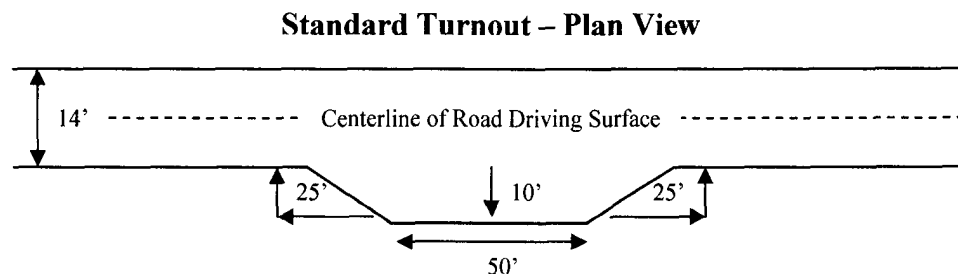 Standard Turnout – Plan View
14’
Centerline of Road Driving Surface
25’
10’
25’
50’